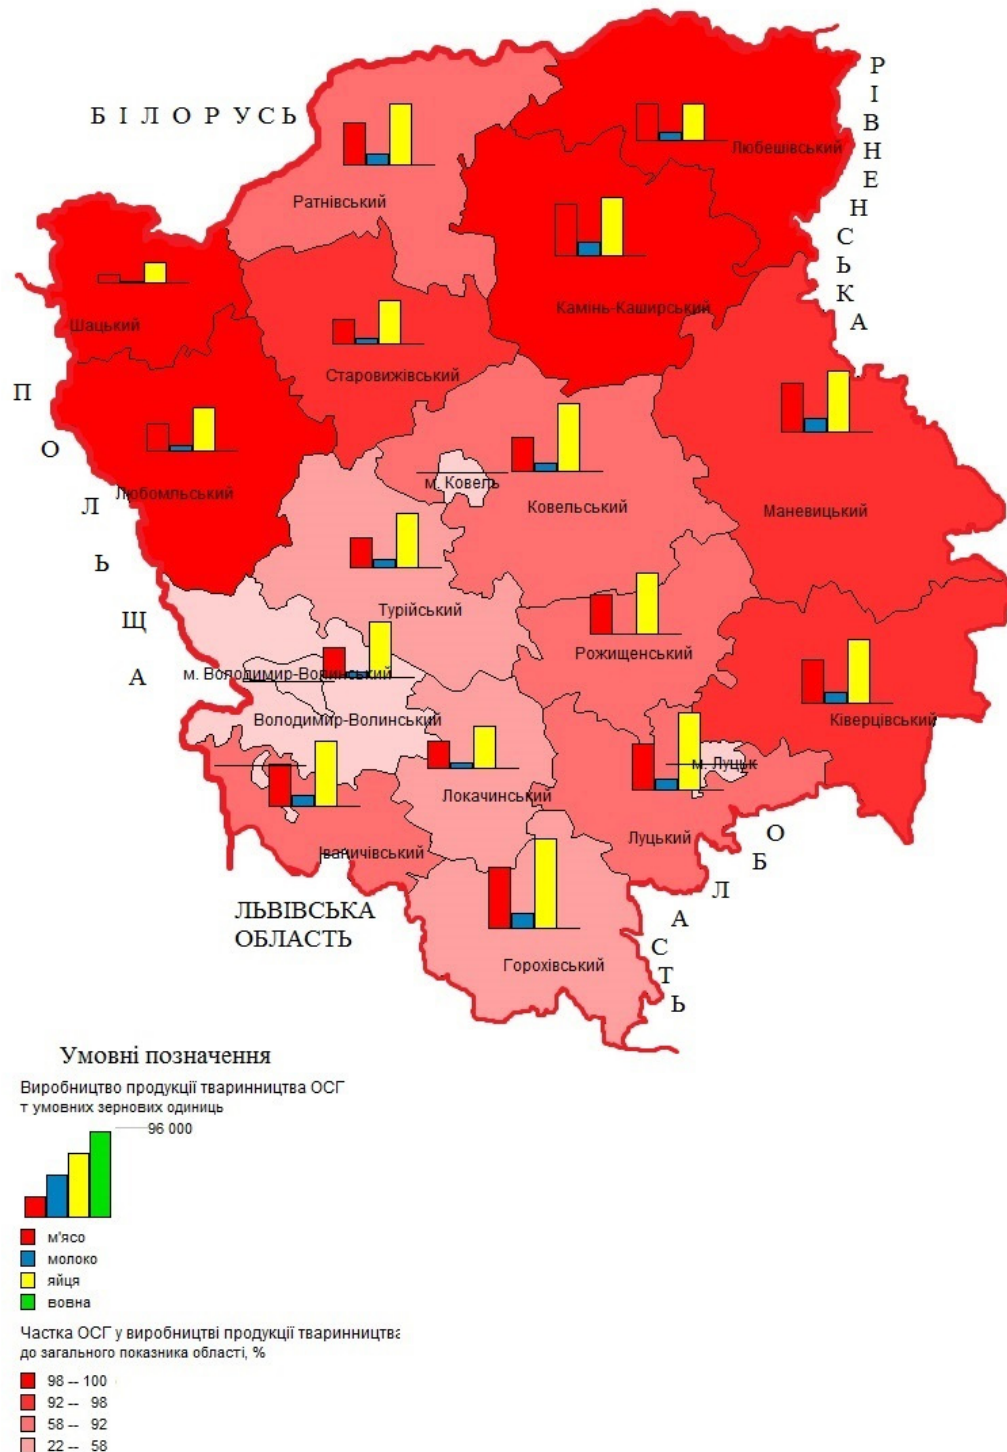 Б І Л О Р У С Ь
Р І В Н Е Н С Ь К А
Любешівський
Ратнівський
Камінь-Каширський
Шацький
Старовижівський
П О Л Ь Щ А
м. Ковель
Любомльський
Ковельський
Маневицький
Турійський
Рожищенський
м. Володимир-Волинський
Володимир-Волинський
Ківерцівський
м. Луцьк
Локачинський
Луцький
Іваничівський
О Б Л А С Т Ь
ЛЬВІВСЬКА
ОБЛАСТЬ
Горохівський
Умовні позначення
Виробництво продукції тваринництва ОСГ
т умовних зернових одиниць
96 000
м'ясо
молоко
яйця
вовна
Частка ОСГ у виробництві продукції тваринництва
до загального показника області, %
98 -- 100
92 -- 98
58 -- 92
22 -- 58